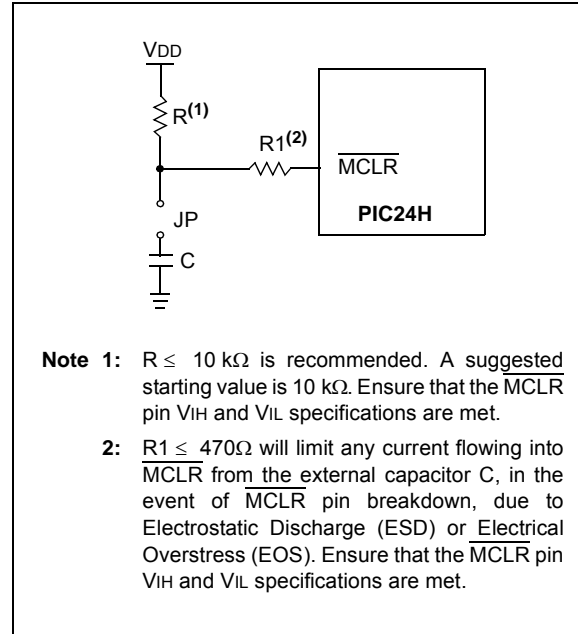 VDD
R(1)
R1(2)
MCLR
JP
PIC24H
C
Note 1: R ≤ 10 kΩ is recommended. A suggested
starting value is 10 kΩ. Ensure that the MCLR
pin VIH and VIL specifications are met.
2: R1 ≤ 470Ω will limit any current flowing into
MCLR from the external capacitor C, in the
event of MCLR pin breakdown, due to
Electrostatic Discharge (ESD) or Electrical
Overstress (EOS). Ensure that the MCLR pin
VIH and VIL specifications are met.